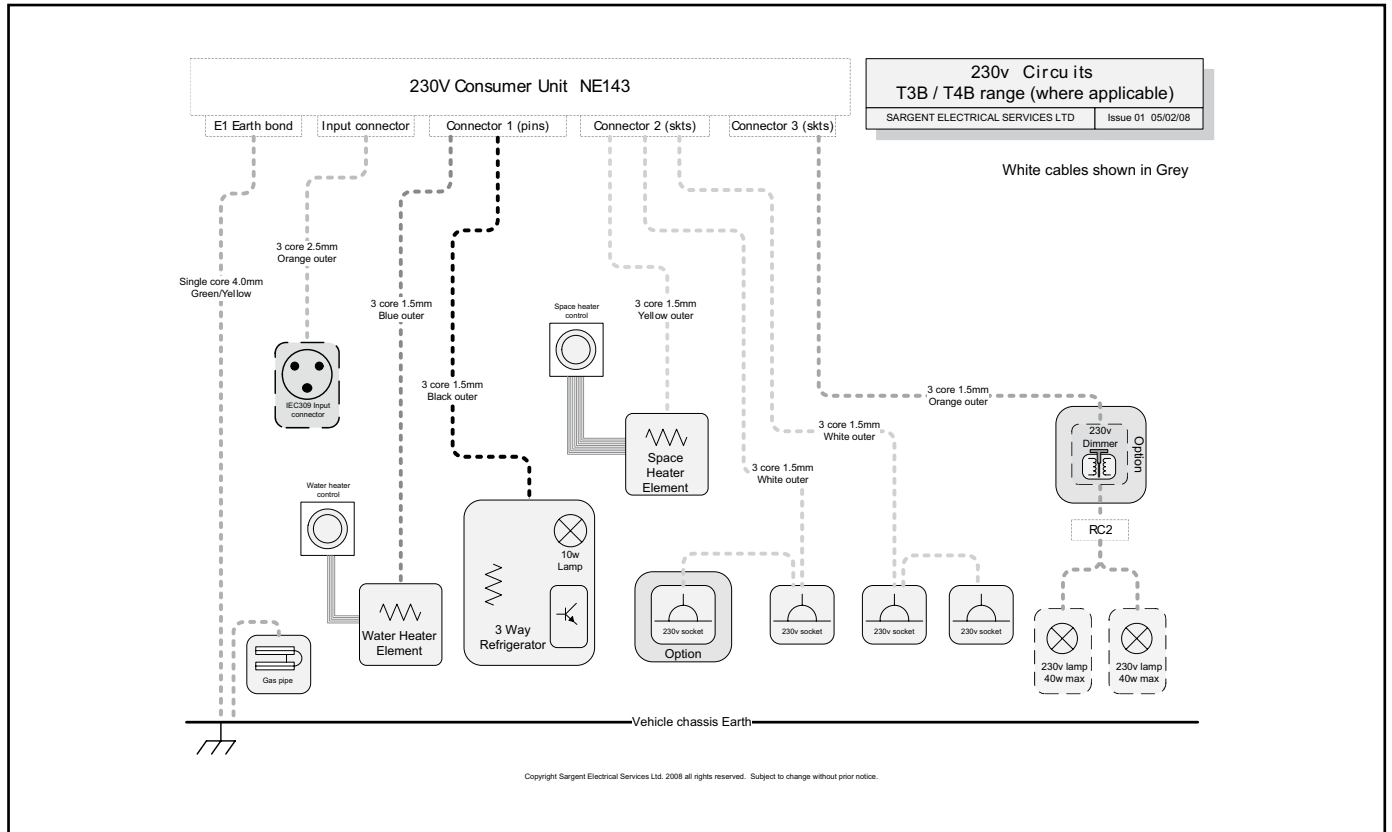 230V Consumer Unit NE143
230v Circuits
T3B / T4B range (where applicable)
SARGENT ELECTRICAL SERVICES LTD
Issue 01 05/02/08
E1 Earth bond
Input connector
Connector 1 (pins)
Connector 2 (skts)
Connector 3 (skts)
White cables shown in Grey
3 core 2.5mm
Orange outer
Single core 4.0mm
Green/Yellow
3 core 1.5mm
Blue outer
Space heater
control
3 core 1.5mm
Yellow outer
3 core 1.5mm
Black outer
3 core 1.5mm
Orange outer
IEC309 Input
connector
3 core 1.5mm
White outer
230v
Dimmer
Option
Space
Heater
Element
3 core 1.5mm
White outer
Water heater
control
RC2
10w
Lamp
3 Way
Refrigerator
Water Heater
Element
230v socket
Option
230v socket
230v socket
230v socket
230v lamp
40w max
230v lamp
40w max
Gas pipe
Vehicle chassis Earth
Copyright Sargent Electrical Services Ltd. 2008 all rights reserved. Subject to change without prior notice.